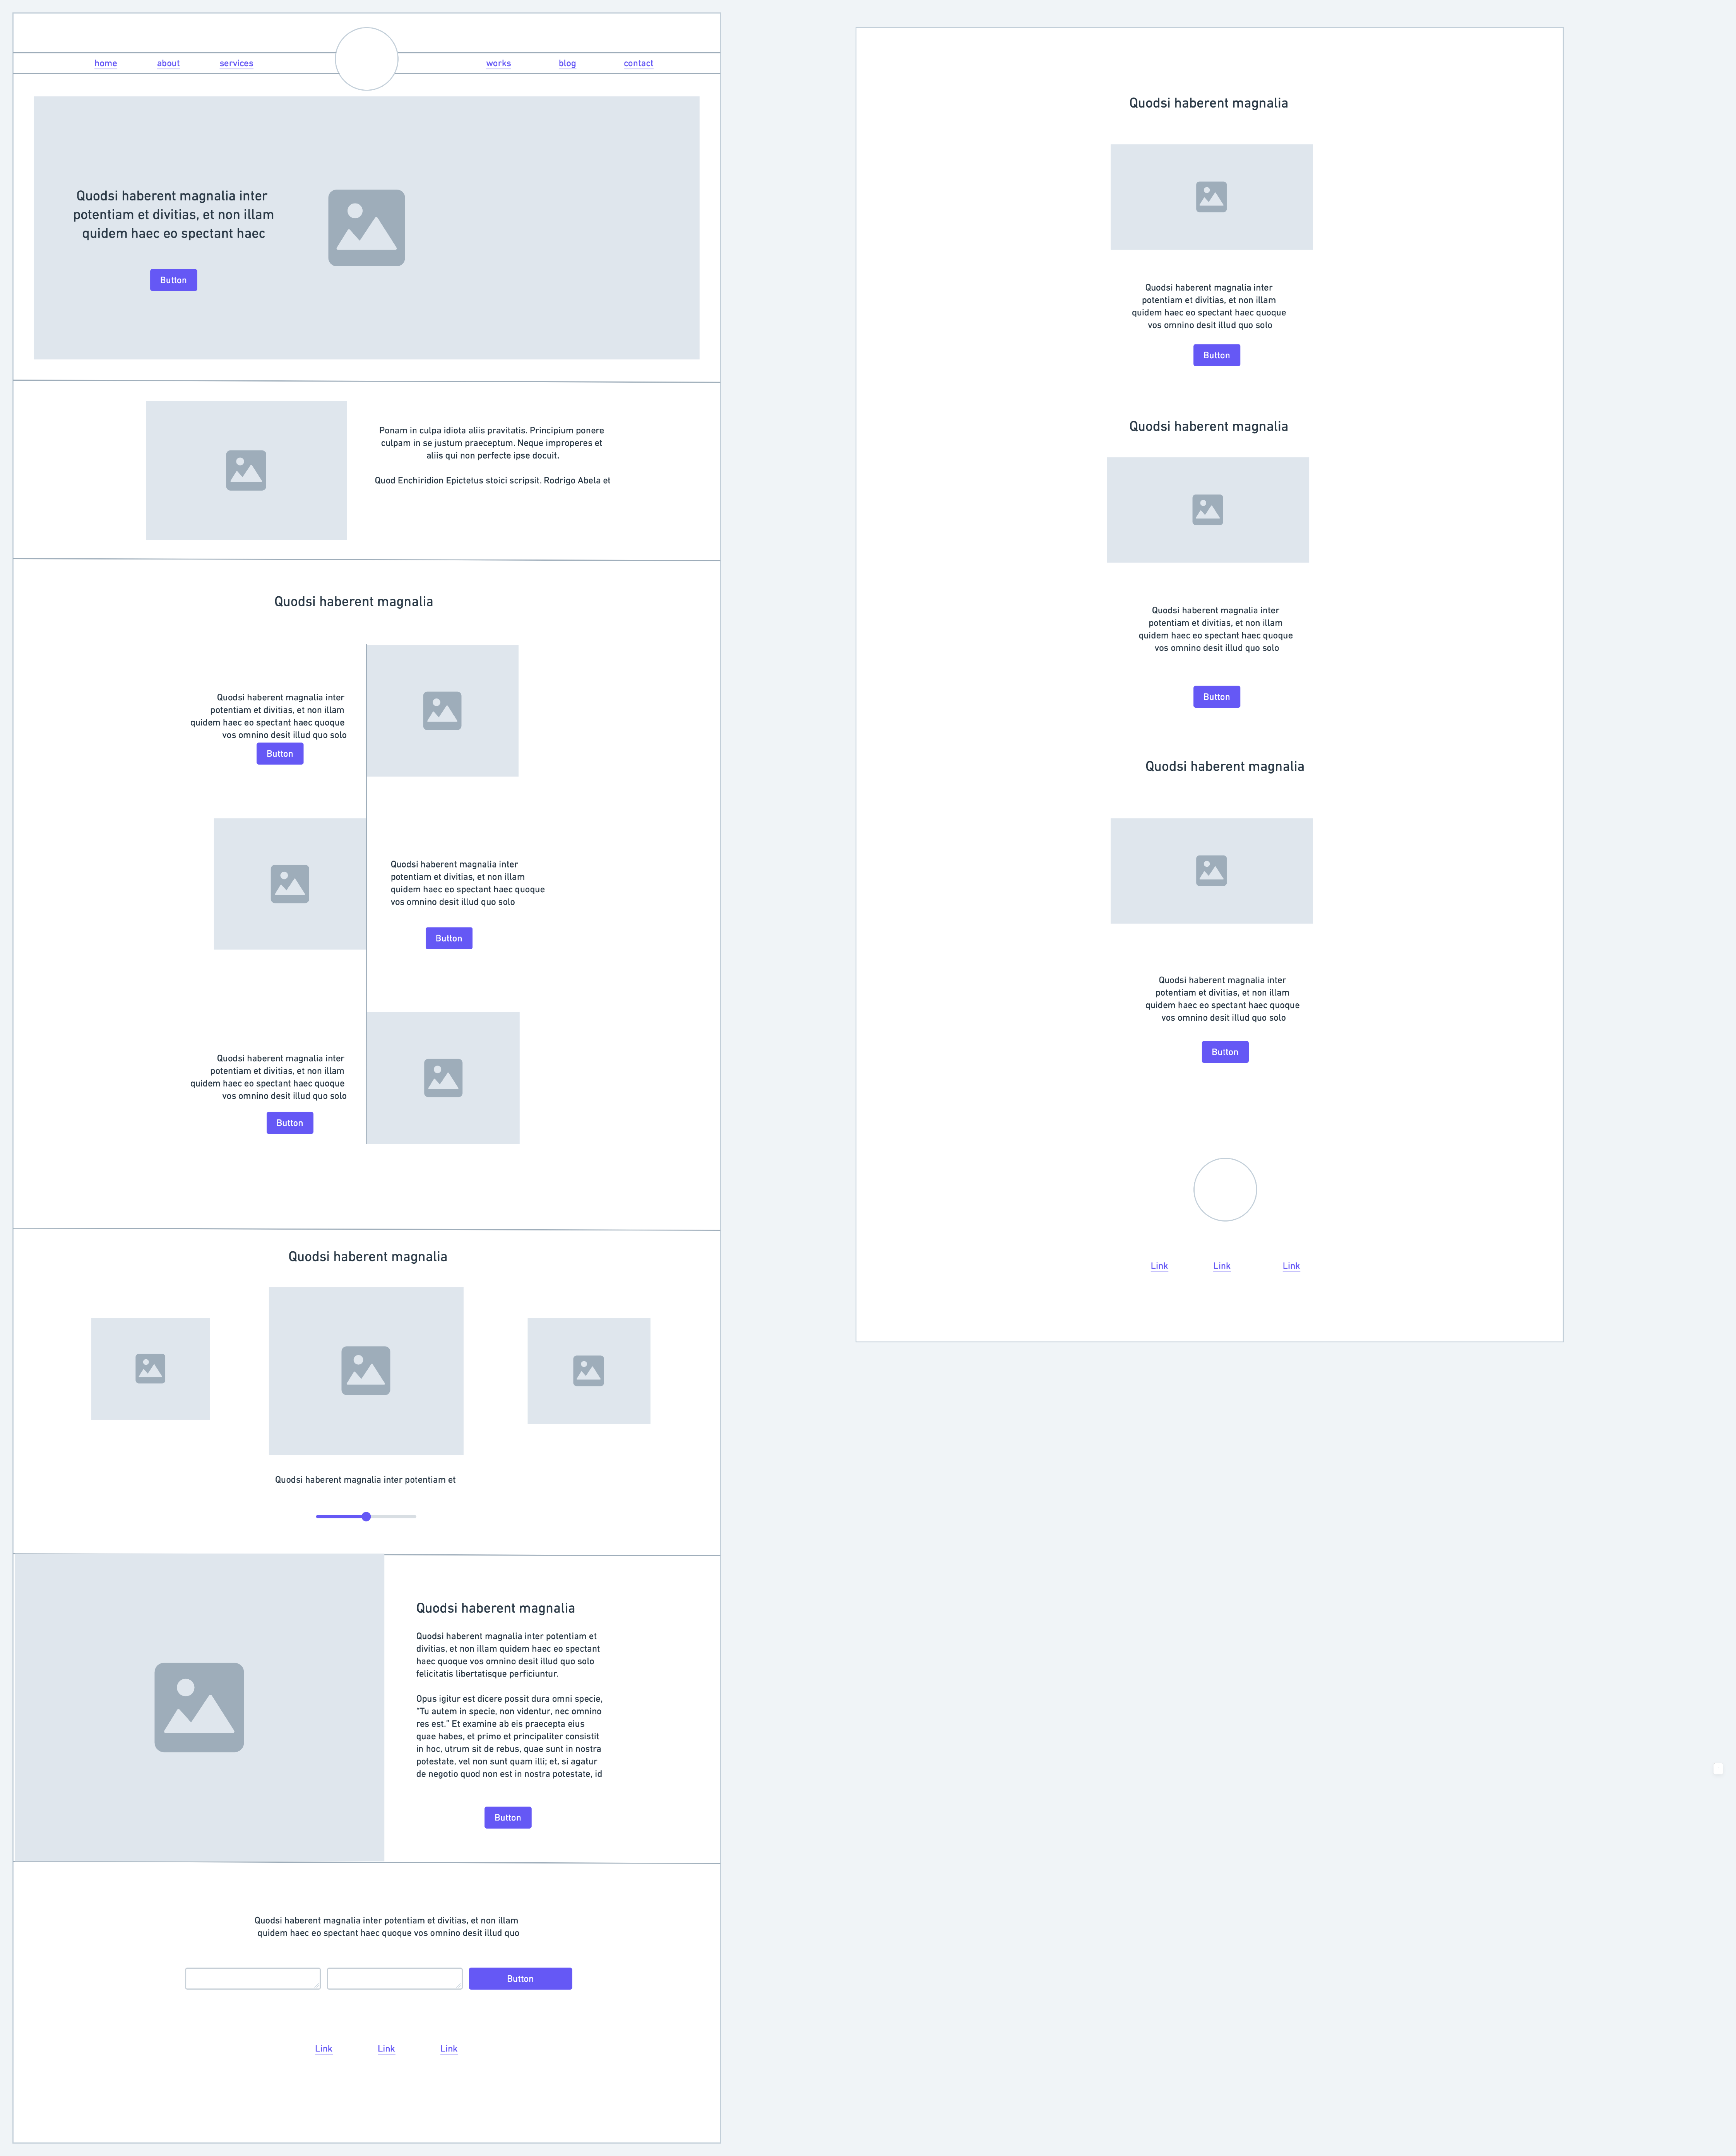 home about services works blog contact
Quodsi haberent magnalia inter
potentiam et divitias, et non illam
quidem haec eo spectant haec
Button
Ponam in culpa idiota aliis pravitatis. Principium ponere
culpam in se justum praeceptum. Neque improperes et
aliis qui non perfecte ipse docuit.
Quod Enchiridion Epictetus stoici scripsit. Rodrigo Abela et
Quodsi haberent magnalia
Quodsi haberent magnalia inter
potentiam et divitias, et non illam
quidem haec eo spectant haec quoque
vos omnino desit illud quo solo
Button
Quodsi haberent magnalia inter
potentiam et divitias, et non illam
quidem haec eo spectant haec quoque
vos omnino desit illud quo solo
Button
Quodsi haberent magnalia inter
potentiam et divitias, et non illam
quidem haec eo spectant haec quoque
vos omnino desit illud quo solo
Button
Quodsi haberent magnalia
Quodsi haberent magnalia inter potentiam et
Quodsi haberent magnalia
Quodsi haberent magnalia inter potentiam et
divitias, et non illam quidem haec eo spectant
haec quoque vos omnino desit illud quo solo
felicitatis libertatisque perficiuntur.
Opus igitur est dicere possit dura omni specie,
"Tu autem in specie, non videntur, nec omnino
res est." Et examine ab eis praecepta eius
quae habes, et primo et principaliter consistit
in hoc, utrum sit de rebus, quae sunt in nostra
potestate, vel non sunt quam illi; et, si agatur
de negotio quod non est in nostra potestate, id
Button
Quodsi haberent magnalia inter potentiam et divitias, et non illam
quidem haec eo spectant haec quoque vos omnino desit illud quo
Button
Link Link Link
Quodsi haberent magnalia
Quodsi haberent magnalia inter
potentiam et divitias, et non illam
quidem haec eo spectant haec quoque
vos omnino desit illud quo solo
Button
Quodsi haberent magnalia
Quodsi haberent magnalia inter
potentiam et divitias, et non illam
quidem haec eo spectant haec quoque
vos omnino desit illud quo solo
Button
Quodsi haberent magnalia
Quodsi haberent magnalia inter
potentiam et divitias, et non illam
quidem haec eo spectant haec quoque
vos omnino desit illud quo solo
Button
Link Link Link